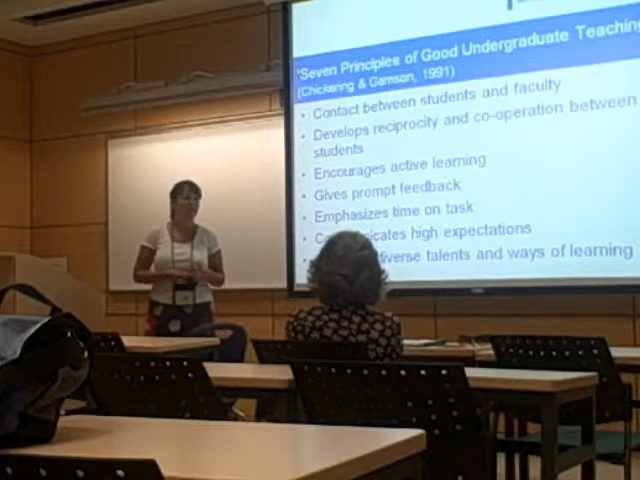 'Seven Principles of Good Undergraduate Teaching
(Chickering & Gamson, 1991)
• Contact between students and faculty
• Develops reciprocity and co-operation between
students
• Encourages active learning
• Gives prompt feedback
• Emphasizes time on task
• high expectations
• diverse talents and ways of learning